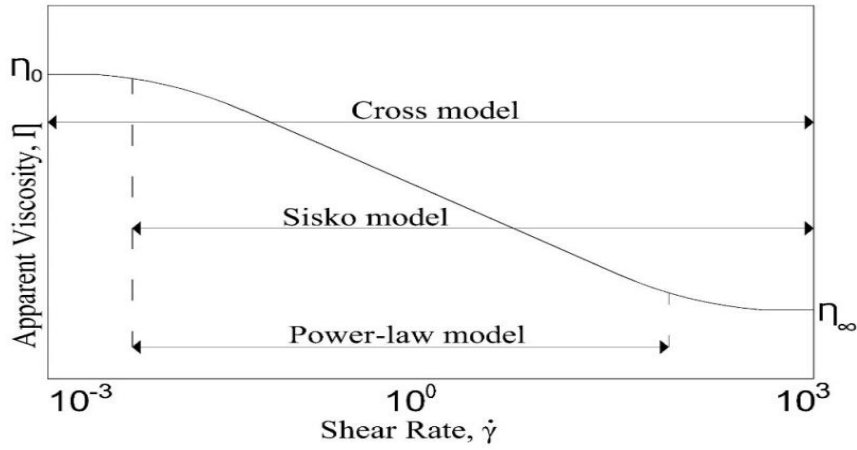 η₀
Cross model
Apparent Viscosity, η
Sisko model
Power-law model
η∞
10⁻³
10⁰
10³
Shear Rate, γ̇